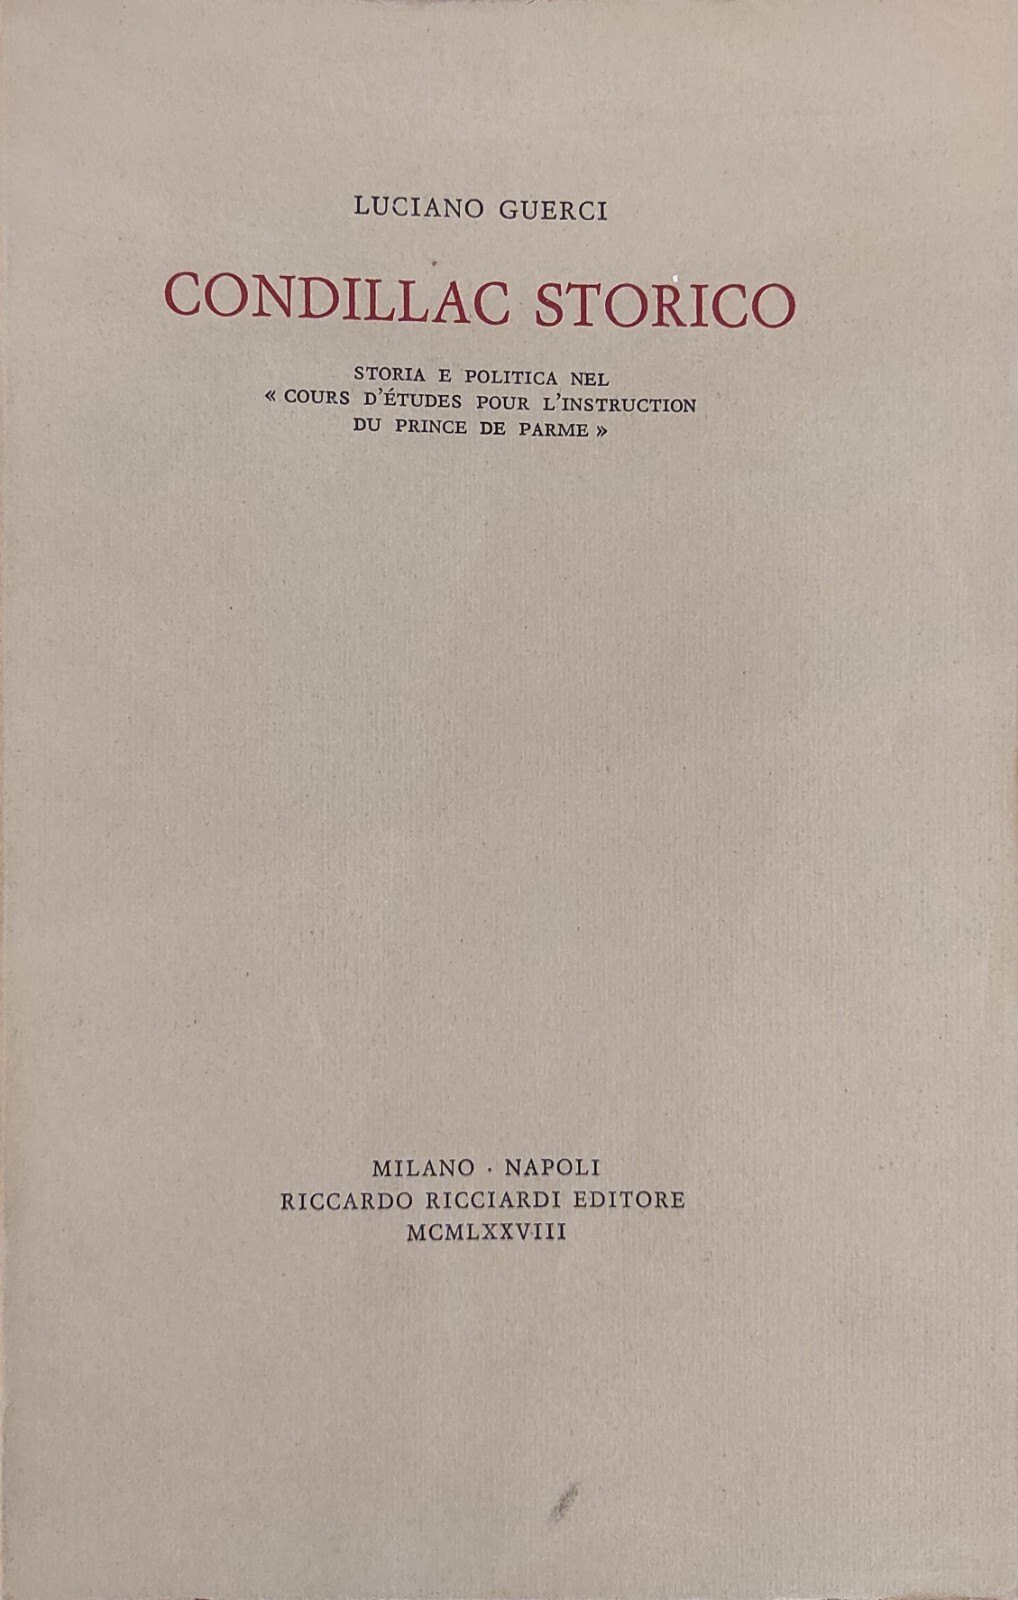 LUCIANO GUERCI
CONDILLAC STORICO
STORIA E POLITICA NEL
« COURS D'ÉTUDES POUR L'INSTRUCTION
DU PRINCE DE PARME »
MILANO · NAPOLI
RICCARDO RICCIARDI EDITORE
MCMLXXVIII